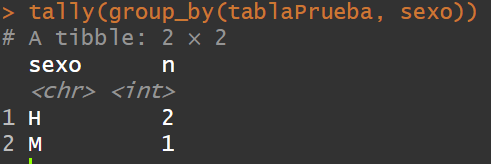 > tally(group_by(tablaPrueba, sexo))
# A tibble: 2 × 2
sexo n
<chr> <int>
1 H 2
2 M 1